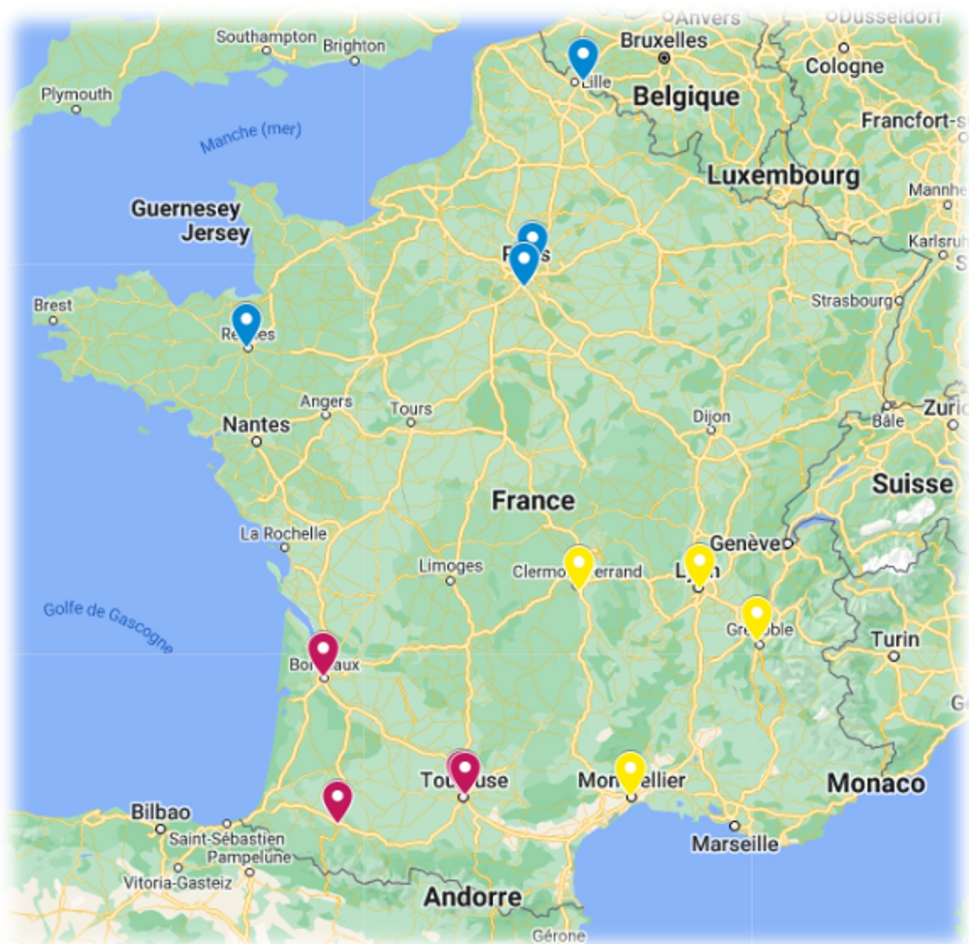 Anvers
Düsseldorf
Southampton
Brighton
Bruxelles
Cologne
Lille
Plymouth
Belgique
Manche (mer)
Francfort-s
Luxembourg
Mannhe
Guernesey
Jersey
Karlsruh
S
Brest
Strasbourg
Angers
Tours
Nantes
Dijon
Bâle
Zuric
France
Suisse
La Rochelle
Genève
Limoges
Golfe de Gascogne
Turin
G
Monaco
Bilbao
Marseille
Saint-Sébastien
Pampelune
Vitoria-Gasteiz
Andorre
Gérone